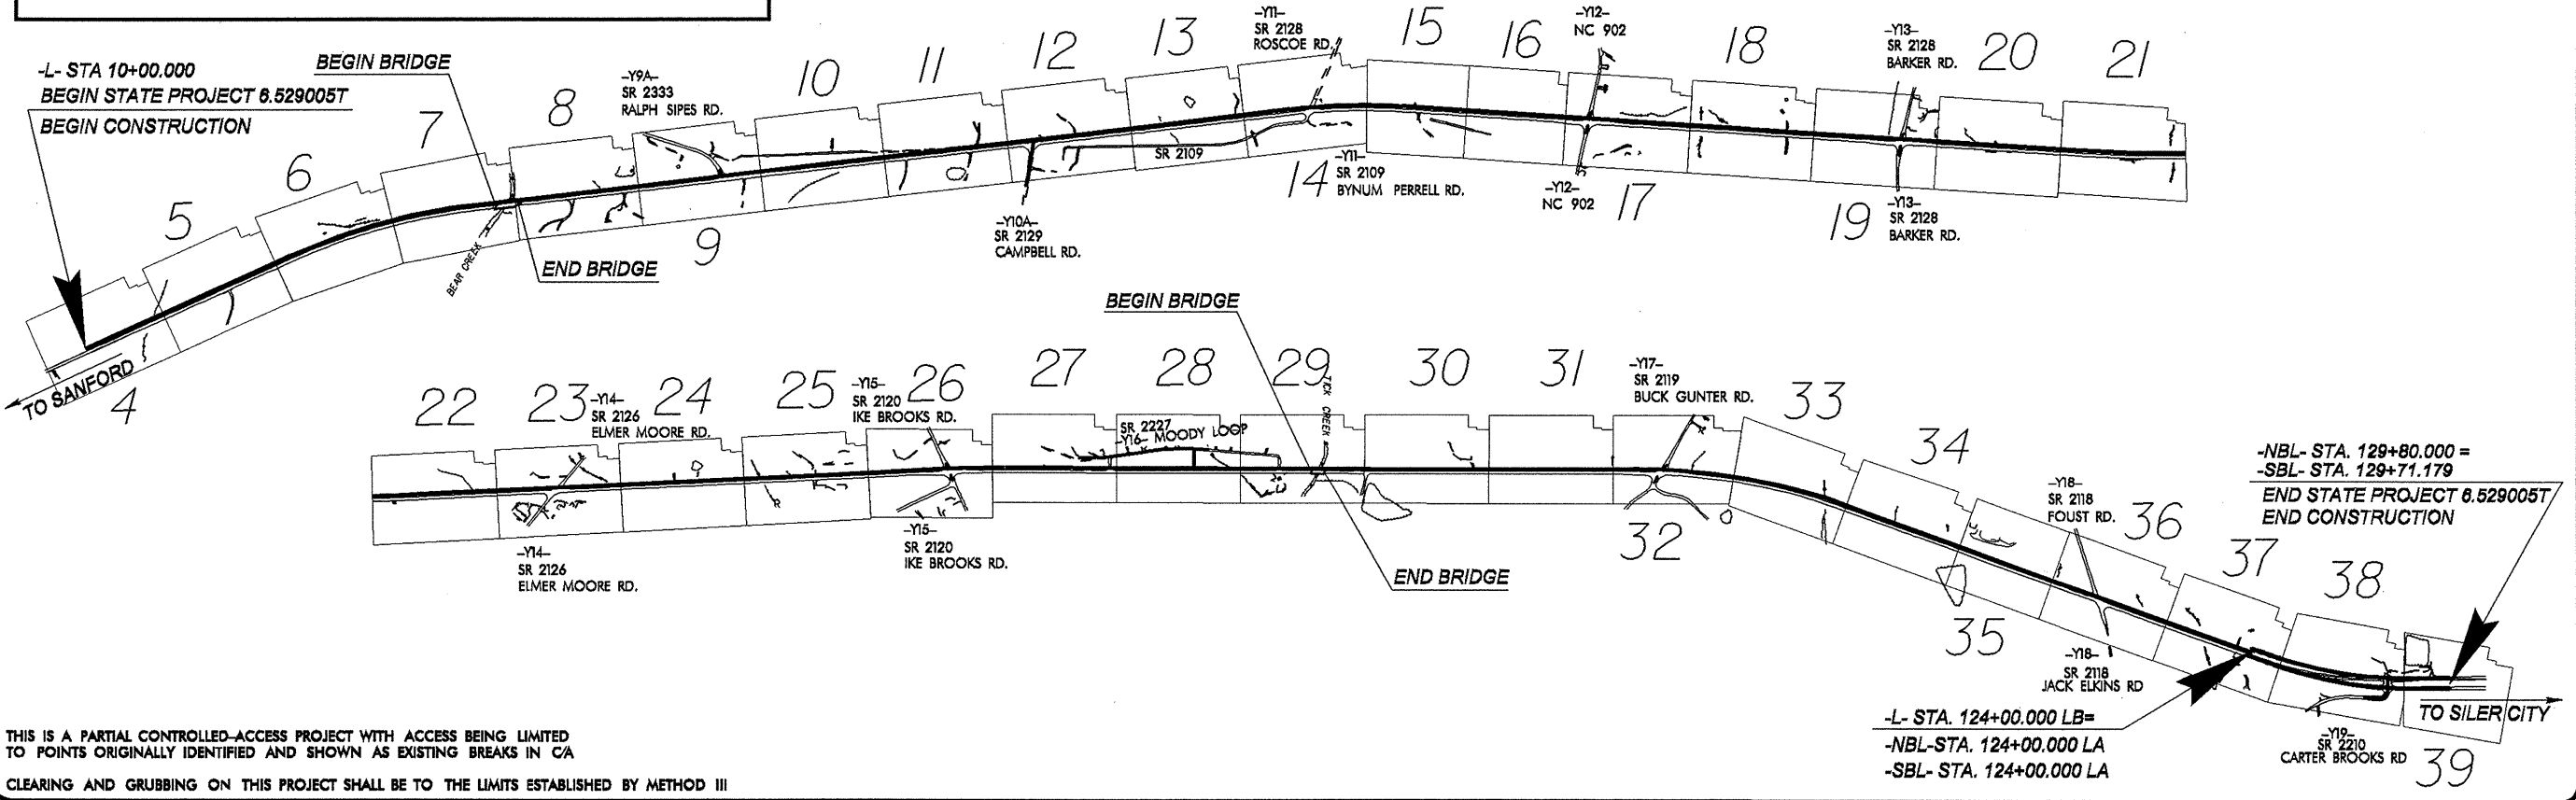 -L- STA 10+00.000
BEGIN STATE PROJECT 6.529005T
BEGIN CONSTRUCTION
BEGIN BRIDGE
TO SANFORD
4
5
6
7
BEAR CREEK
END BRIDGE
8
-Y9A-
SR 2333
RALPH SIPES RD.
9
10
11
12
-Y10A-
SR 2129
CAMPBELL RD.
13
SR 2109
-Y11-
SR 2128
ROSCOE RD.
14
-Y11-
SR 2109
BYNUM PERRELL RD.
15
16
-Y12-
NC 902
-Y12-
NC 902
17
18
-Y13-
SR 2128
BARKER RD.
19
-Y13-
SR 2128
BARKER RD.
20
21
22
23
-Y14-
SR 2126
ELMER MOORE RD.
-Y14-
SR 2126
ELMER MOORE RD.
24
25
-Y15-
SR 2120
IKE BROOKS RD.
26
-Y15-
SR 2120
IKE BROOKS RD.
27
28
SR 2227
-Y16- MOODY LOOP
BEGIN BRIDGE
29
TICK CREEK
END BRIDGE
30
31
-Y17-
SR 2119
BUCK GUNTER RD.
32
33
34
35
-Y18-
SR 2118
FOUST RD.
36
-Y18-
SR 2118
JACK ELKINS RD
37
38
-L- STA. 124+00.000 LB=
-NBL-STA. 124+00.000 LA
-SBL- STA. 124+00.000 LA
-NBL- STA. 129+80.000 =
-SBL- STA. 129+71.179
END STATE PROJECT 6.529005T
END CONSTRUCTION
TO SILER CITY
-Y19-
SR 2210
CARTER BROOKS RD
39
THIS IS A PARTIAL CONTROLLED-ACCESS PROJECT WITH ACCESS BEING LIMITED
TO POINTS ORIGINALLY IDENTIFIED AND SHOWN AS EXISTING BREAKS IN C/A
CLEARING AND GRUBBING ON THIS PROJECT SHALL BE TO THE LIMITS ESTABLISHED BY METHOD III